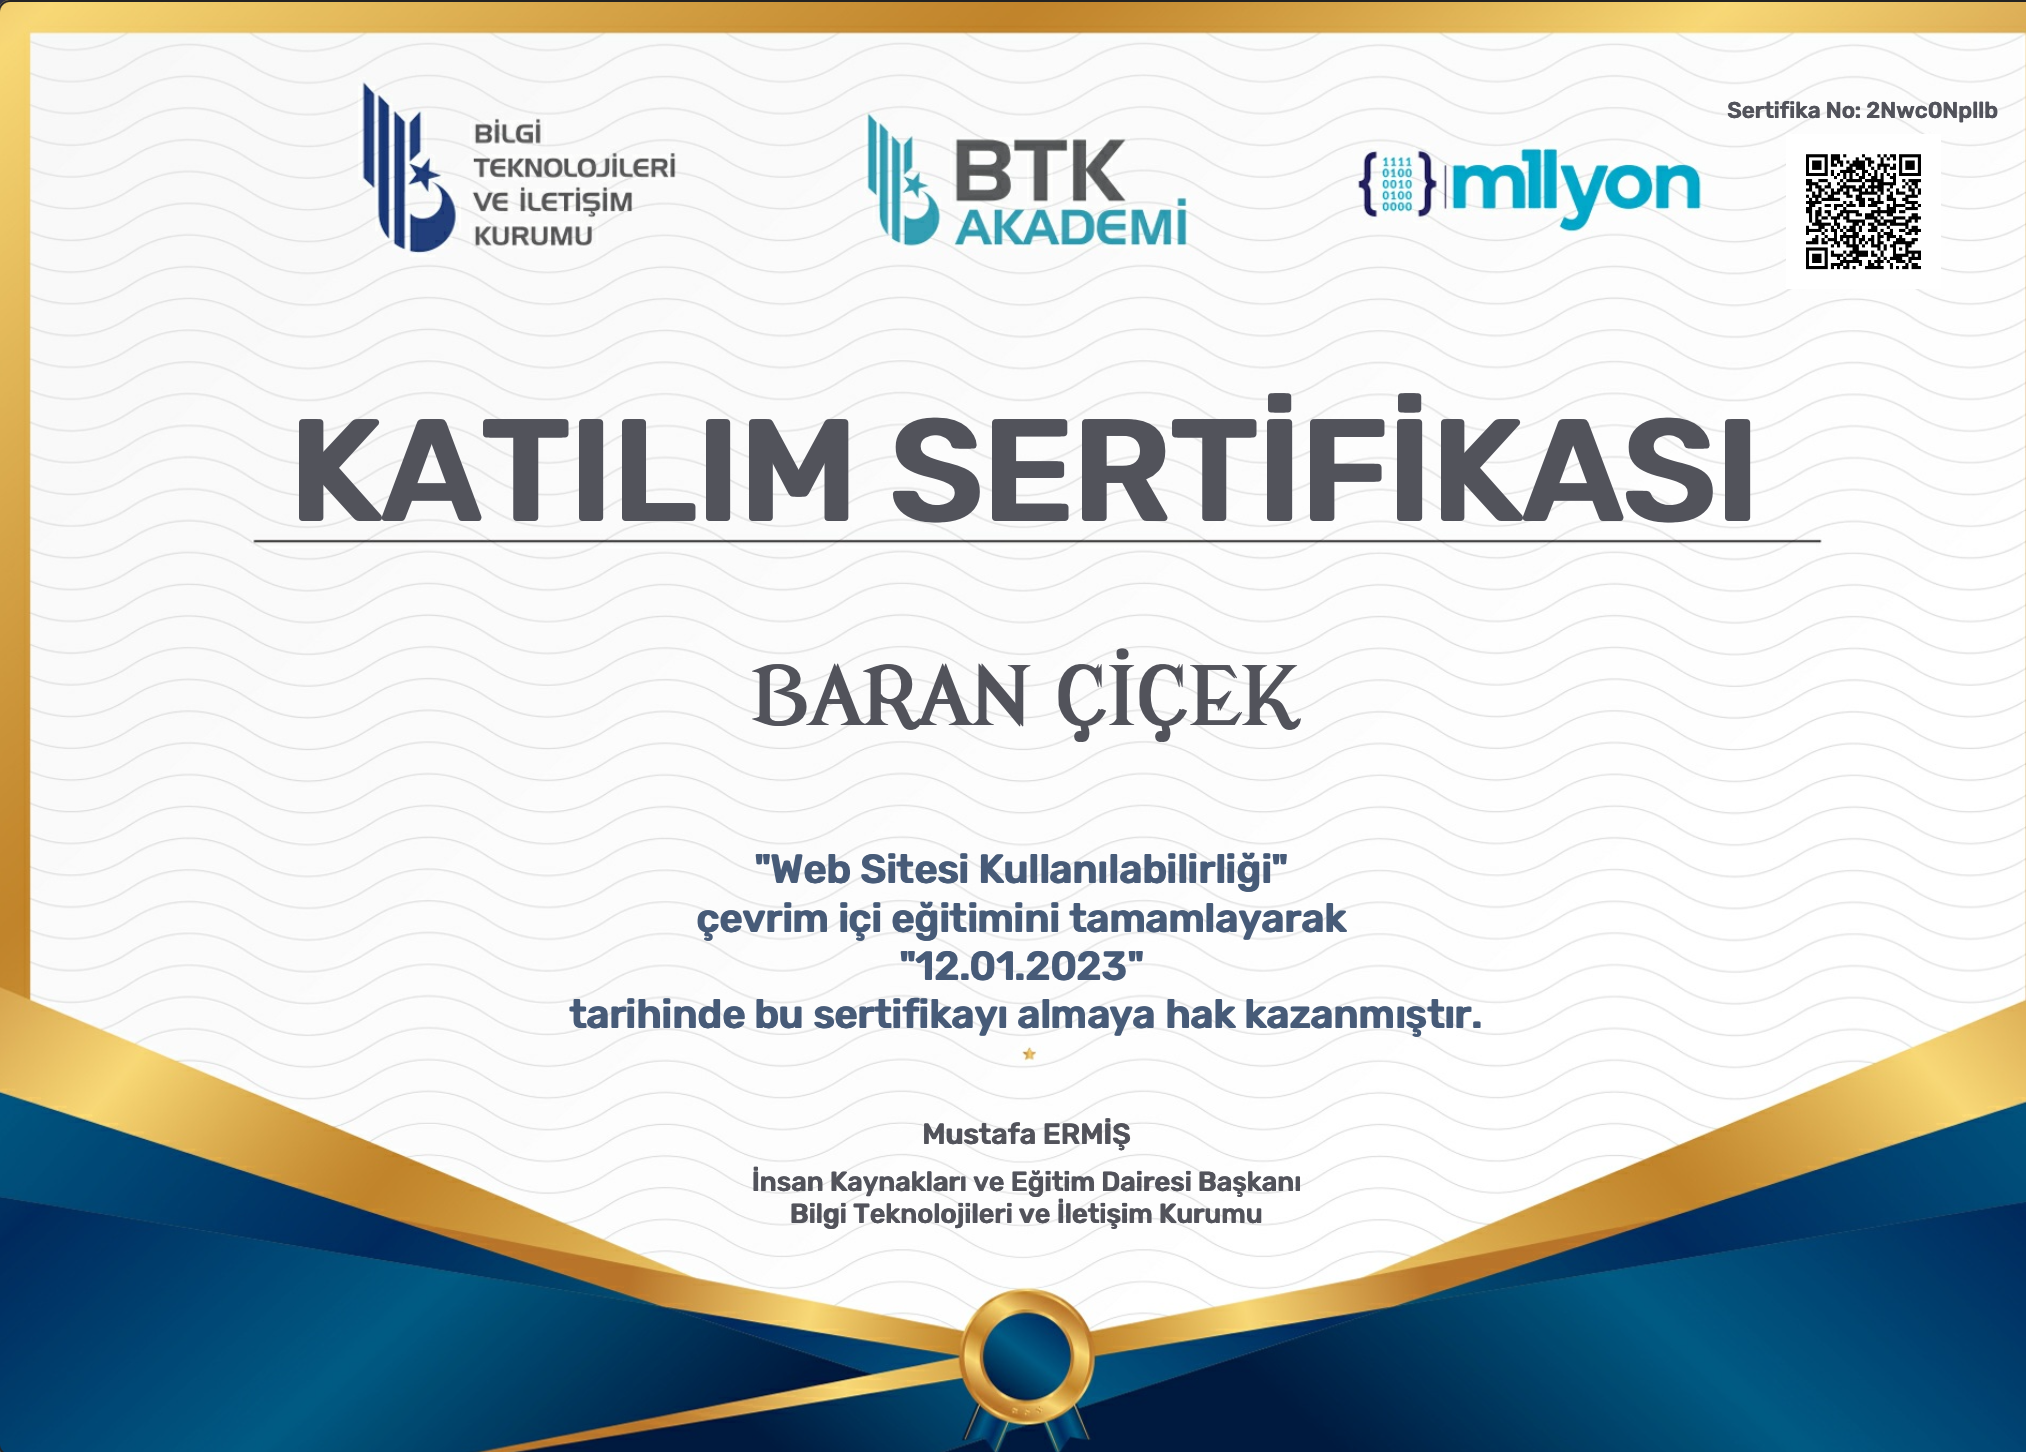 BİLGİ
TEKNOLOJİLERİ
VE İLETİŞİM
KURUMU
BTK
AKADEMİ
1111
0100
0010
0100
0000
m1lyon
Sertifika No: 2Nwc0Npllb
KATILIM SERTİFİKASI
BARAN ÇİÇEK
"Web Sitesi Kullanılabilirliği"
çevrim içi eğitimini tamamlayarak
"12.01.2023"
tarihinde bu sertifikayı almaya hak kazanmıştır.
Mustafa ERMİŞ
İnsan Kaynakları ve Eğitim Dairesi Başkanı
Bilgi Teknolojileri ve İletişim Kurumu